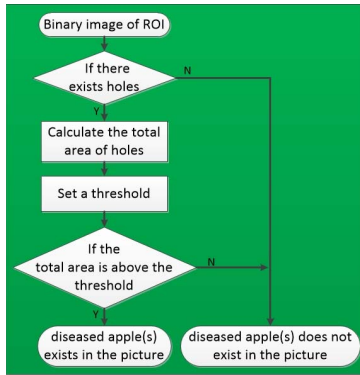 Binary image of ROI
If there
exists holes
N
Y
Calculate the total
area of holes
Set a threshold
If the
total area is above the
threshold
N
Y
diseased apple(s)
exists in the picture
diseased apple(s) does not
exist in the picture